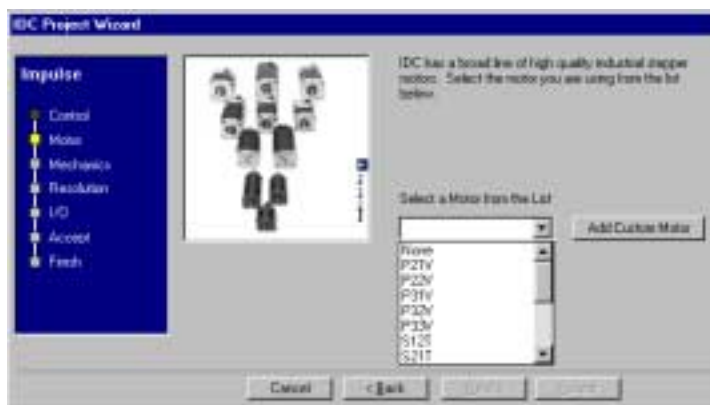 IDC Project Wizard
Impulse
Control
Motor
Mechanics
Resolution
I/O
Accept
Finish
IDC has a broad line of high quality industrial stepper
motors. Select the motor you are using from the list
below.
Select a Motor from the List
Add Custom Motor
None
P21V
P22V
P31V
P32V
P33V
S12T
S21T
Cancel
< Back